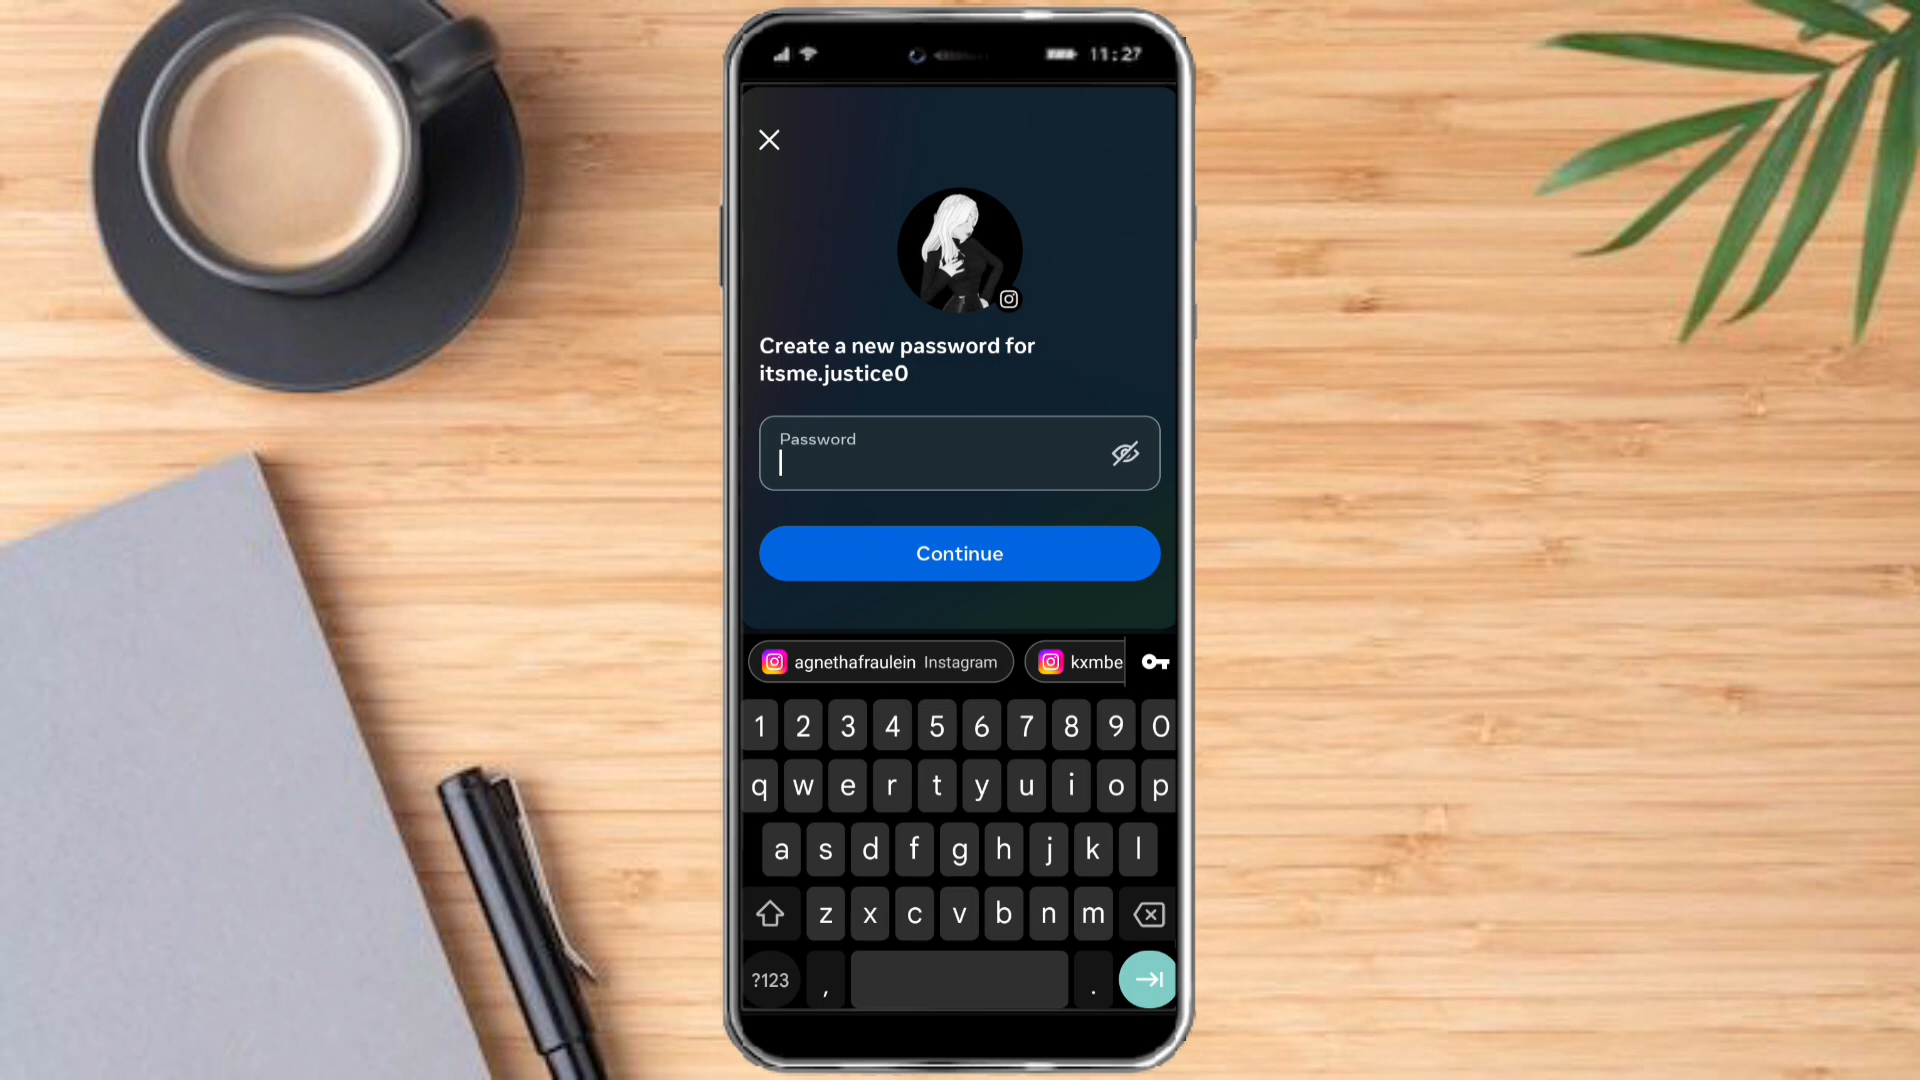 11:27
Create a new password for
itsme.justice0
Password
Continue
agnethafraulein Instagram kxmbe
1 2 3 4 5 6 7 8 9 0
q w e r t y u i o p
a s d f g h j k l
z x c v b n m
?123 , .